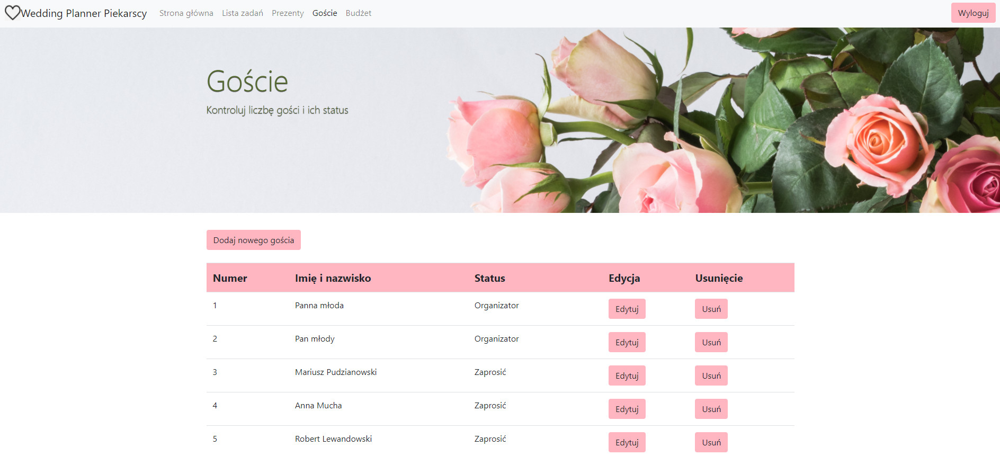 Wedding Planner Piekarscy Strona główna Lista zadań Prezenty Goście Budżet Wyloguj
Goście
Kontroluj liczbę gości i ich status
Dodaj nowego gościa
Numer Imię i nazwisko Status Edycja Usunięcie
1 Panna młoda Organizator Edytuj Usuń
2 Pan młody Organizator Edytuj Usuń
3 Mariusz Pudzianowski Zaprosić Edytuj Usuń
4 Anna Mucha Zaprosić Edytuj Usuń
5 Robert Lewandowski Zaprosić Edytuj Usuń